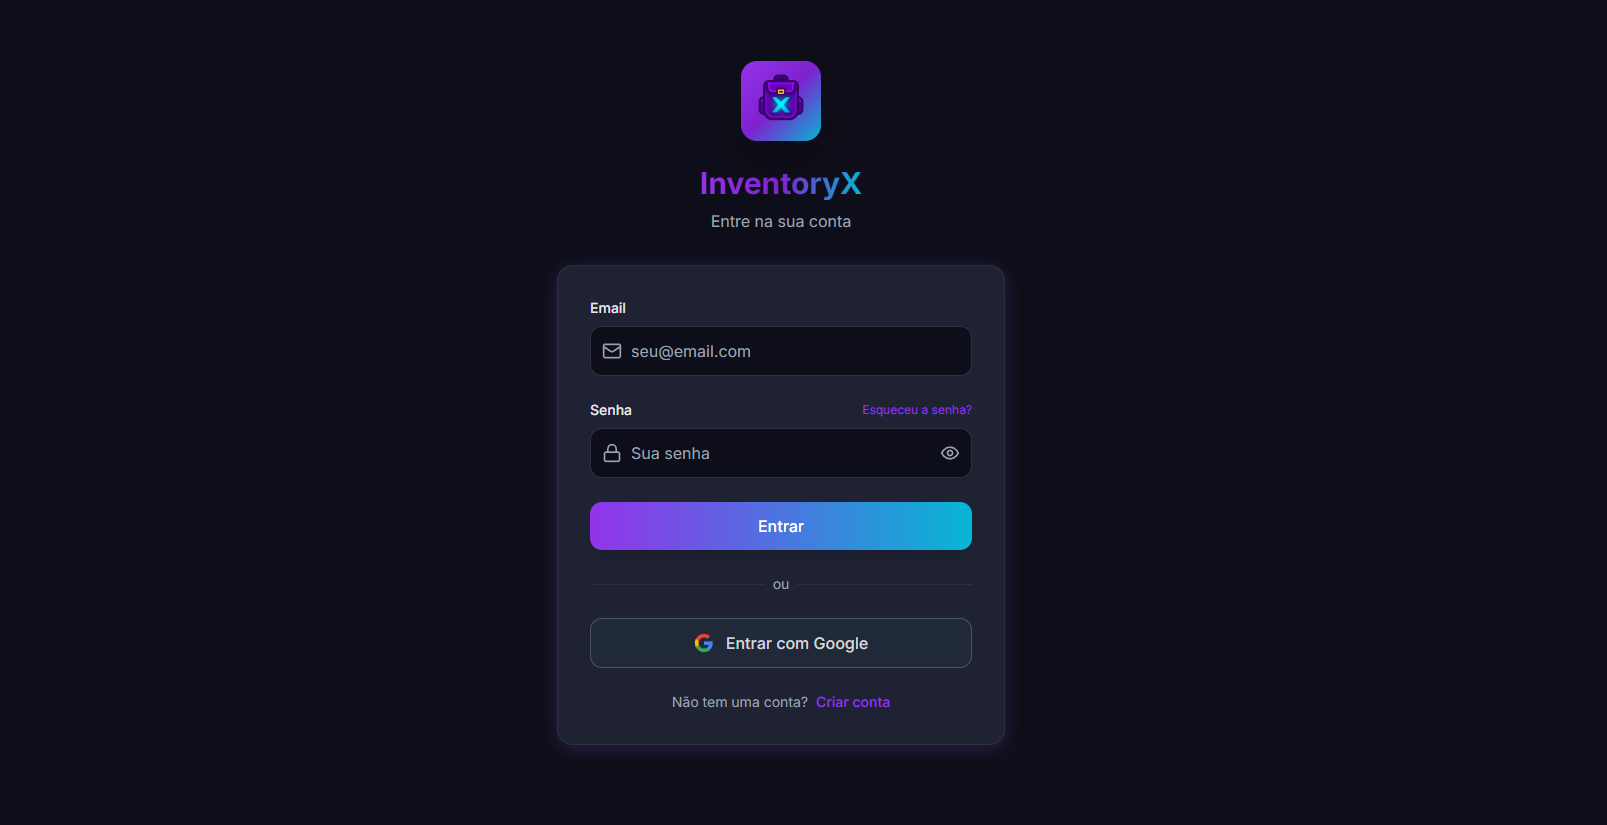 X
InventoryX
Entre na sua conta
Email
seu@email.com
Senha
Esqueceu a senha?
Sua senha
Entrar
ou
Entrar com Google
Não tem uma conta? Criar conta